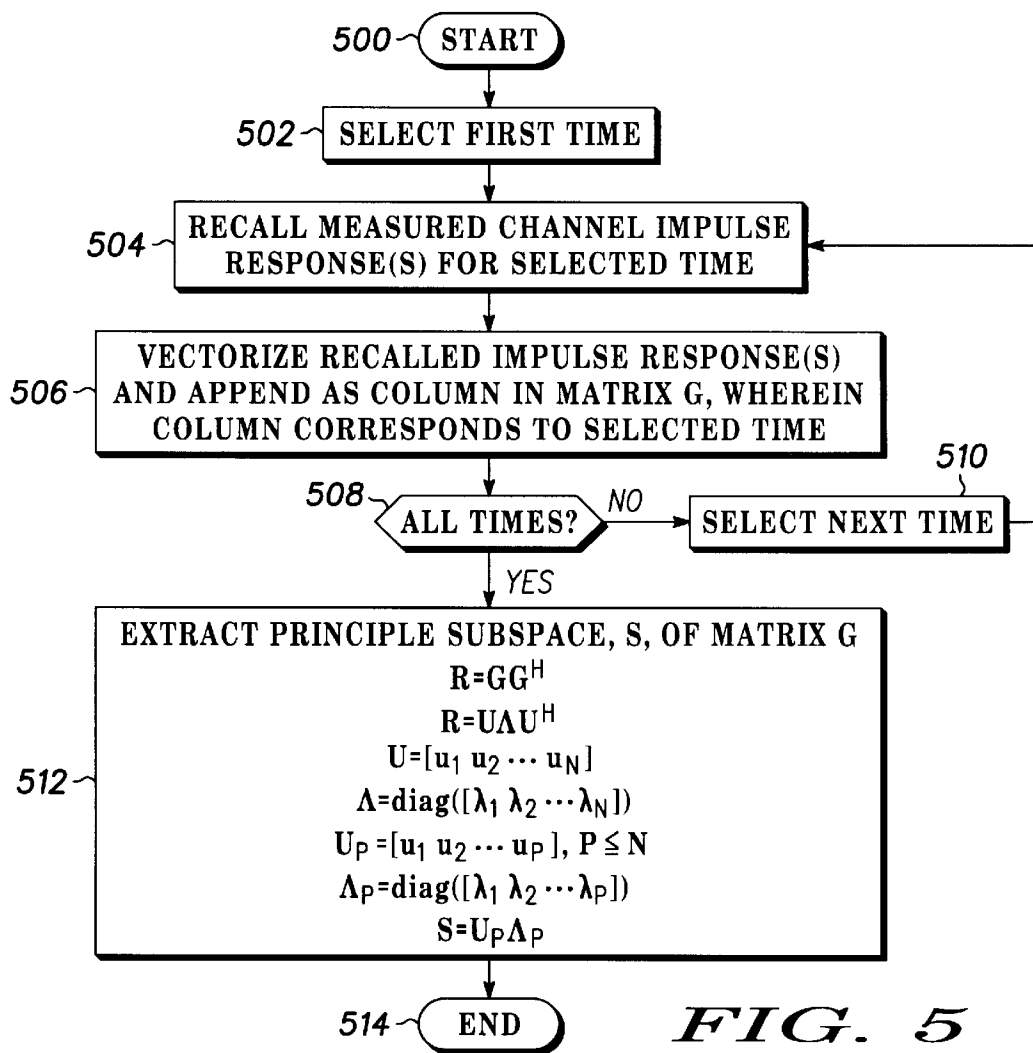 500
START
502
SELECT FIRST TIME
504
RECALL MEASURED CHANNEL IMPULSE
RESPONSE(S) FOR SELECTED TIME
506
VECTORIZE RECALLED IMPULSE RESPONSE(S)
AND APPEND AS COLUMN IN MATRIX G, WHEREIN
COLUMN CORRESPONDS TO SELECTED TIME
508
ALL TIMES?
NO
510
SELECT NEXT TIME
YES
512
EXTRACT PRINCIPLE SUBSPACE, S, OF MATRIX G
R=GG^H
R=UΛU^H
U=[u₁ u₂ ⋯ u_N]
Λ=diag([λ₁ λ₂ ⋯ λ_N])
U_P=[u₁ u₂ ⋯ u_P], P ≦ N
Λ_P=diag([λ₁ λ₂ ⋯ λ_P])
S=U_PΛ_P
514
END
FIG. 5